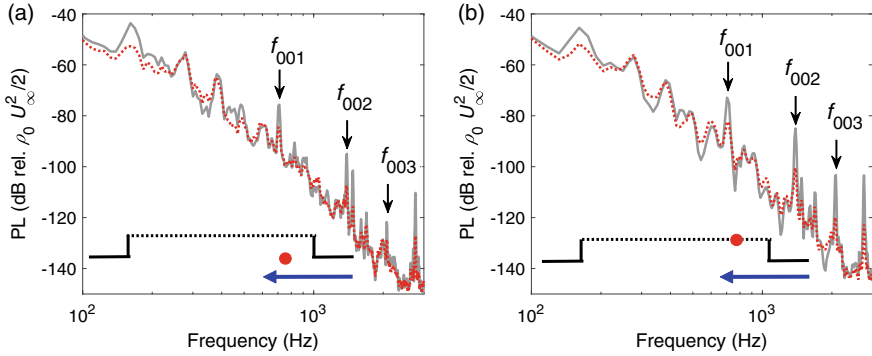 (a)
-40
-60
-80
-100
-120
-140
PL (dB rel. ρ0 U∞²/2)
f001
f002
f003
10²
10³
Frequency (Hz)
(b)
-40
-60
-80
-100
-120
-140
PL (dB rel. ρ0 U∞²/2)
f001
f002
f003
10²
10³
Frequency (Hz)